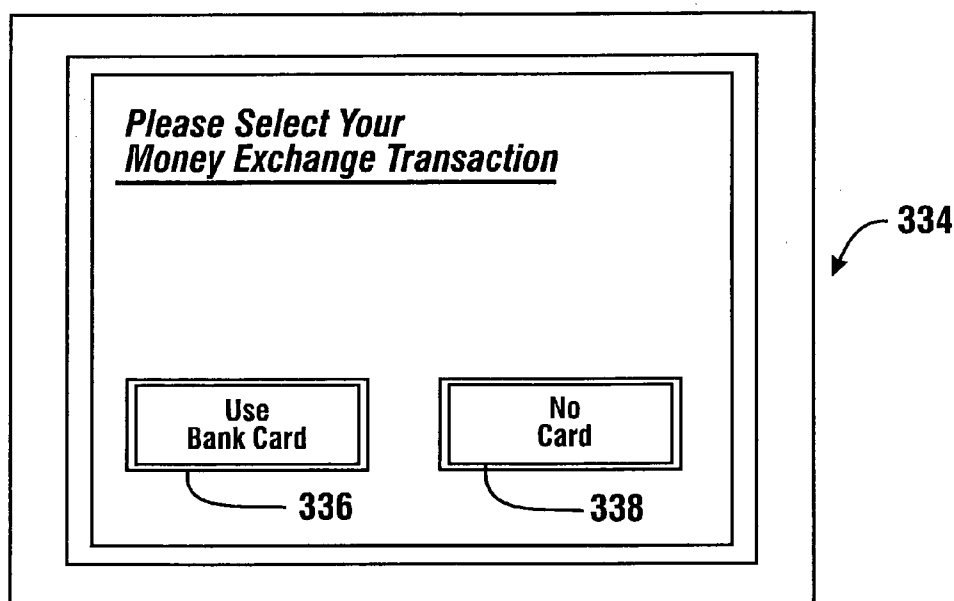 Please Select Your
Money Exchange Transaction
334
Use
Bank Card
No
Card
336
338